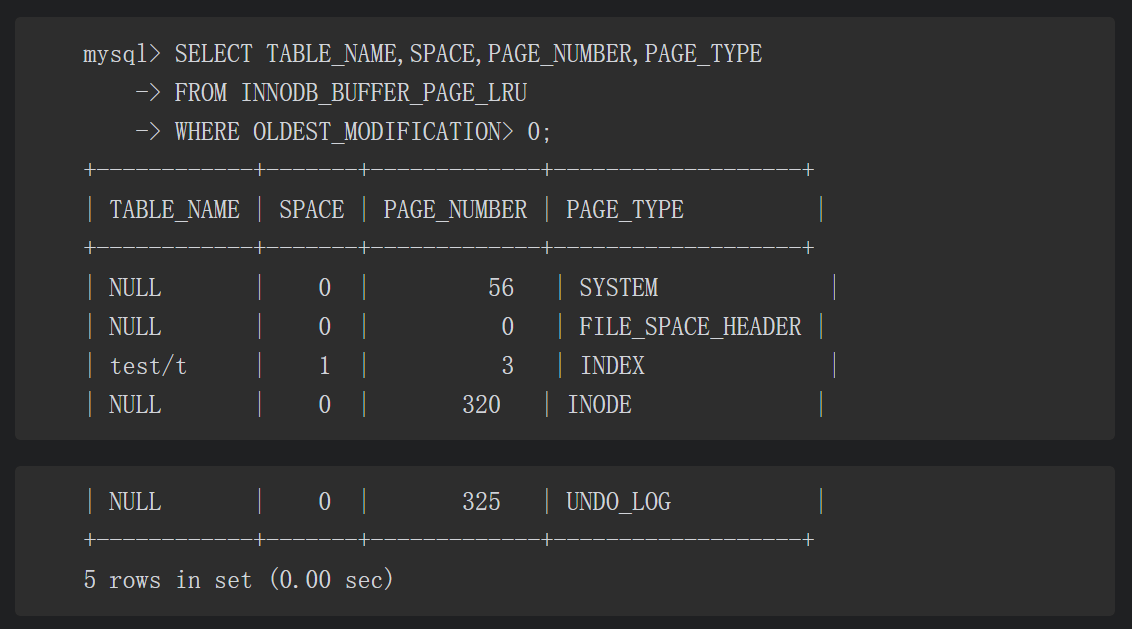 mysql> SELECT TABLE_NAME,SPACE,PAGE_NUMBER,PAGE_TYPE
    -> FROM INNODB_BUFFER_PAGE_LRU
    -> WHERE OLDEST_MODIFICATION> 0;
+------------+-------+-------------+-------------------+
| TABLE_NAME | SPACE | PAGE_NUMBER | PAGE_TYPE         |
+------------+-------+-------------+-------------------+
| NULL       |    0  |         56   | SYSTEM             |
| NULL       |    0  |          0   | FILE_SPACE_HEADER |
| test/t     |    1  |          3   | INDEX              |
| NULL       |    0  |       320   | INODE             |
| NULL       |    0  |       325   | UNDO_LOG          |
+------------+-------+-------------+-------------------+
5 rows in set (0.00 sec)